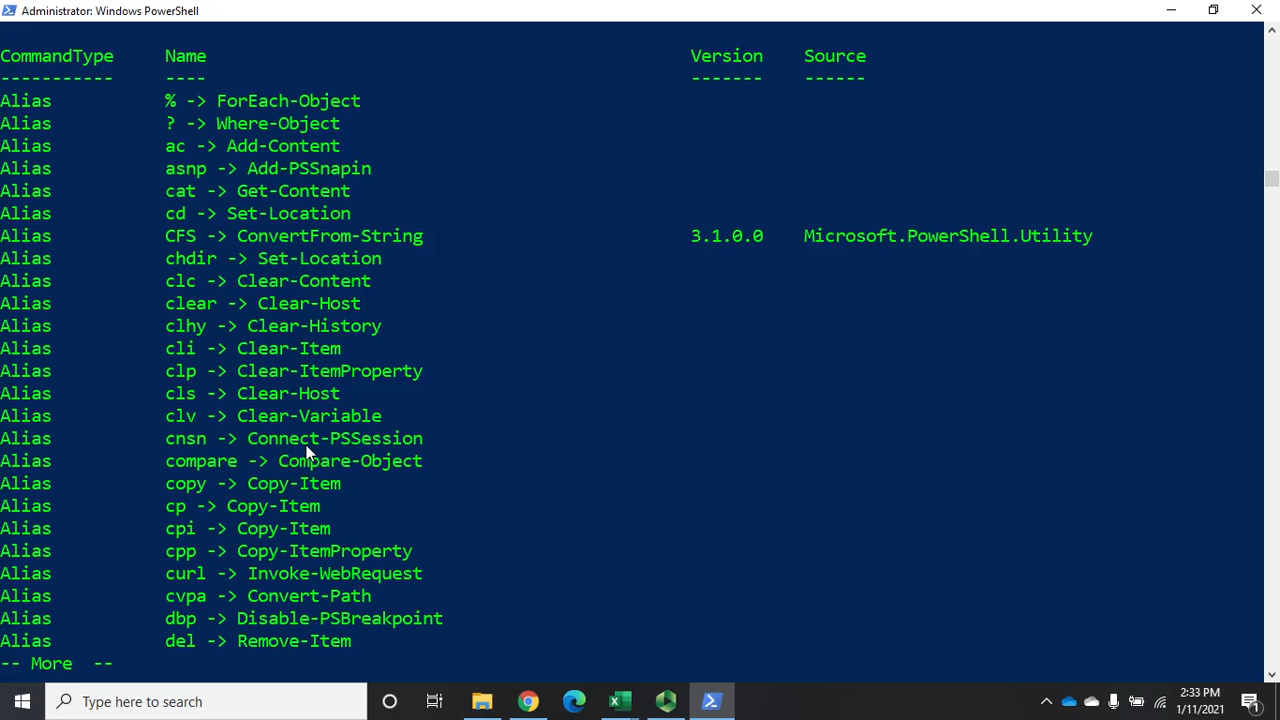 Administrator: Windows PowerShell
CommandType Name Version Source
----------- ---- ------- ------
Alias % -> ForEach-Object
Alias ? -> Where-Object
Alias ac -> Add-Content
Alias asnp -> Add-PSSnapin
Alias cat -> Get-Content
Alias cd -> Set-Location
Alias CFS -> ConvertFrom-String 3.1.0.0 Microsoft.PowerShell.Utility
Alias chdir -> Set-Location
Alias clc -> Clear-Content
Alias clear -> Clear-Host
Alias clhy -> Clear-History
Alias cli -> Clear-Item
Alias clp -> Clear-ItemProperty
Alias cls -> Clear-Host
Alias clv -> Clear-Variable
Alias cnsn -> Connect-PSSession
Alias compare -> Compare-Object
Alias copy -> Copy-Item
Alias cp -> Copy-Item
Alias cpi -> Copy-Item
Alias cpp -> Copy-ItemProperty
Alias curl -> Invoke-WebRequest
Alias cvpa -> Convert-Path
Alias dbp -> Disable-PSBreakpoint
Alias del -> Remove-Item
-- More --
Type here to search
2:33 PM
1/11/2021
1